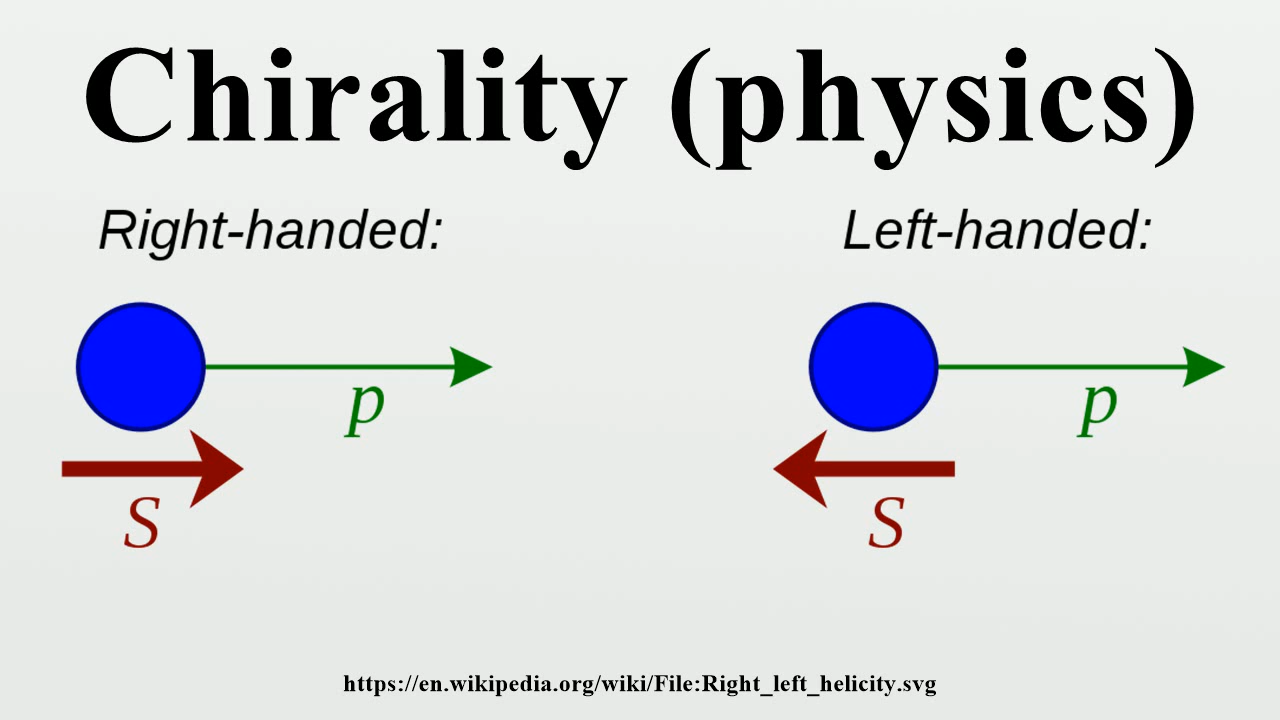 Chirality (physics)
Right-handed:
Left-handed:
p
p
S
S
https://en.wikipedia.org/wiki/File:Right_left_helicity.svg